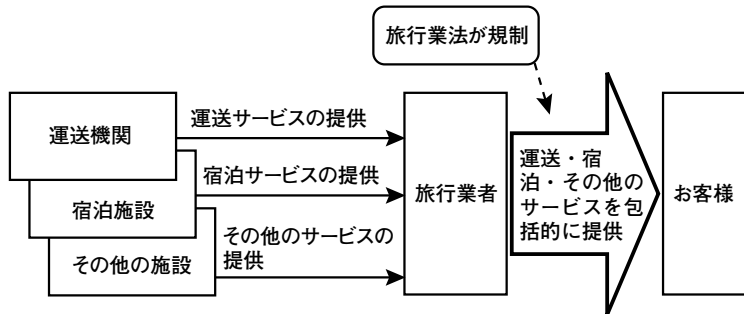 旅行業法が規制
運送機関
運送サービスの提供
宿泊施設
宿泊サービスの提供
その他の施設
その他のサービスの
提供
旅行業者
運送・宿
泊・その他の
サービスを包
括的に提供
お客様